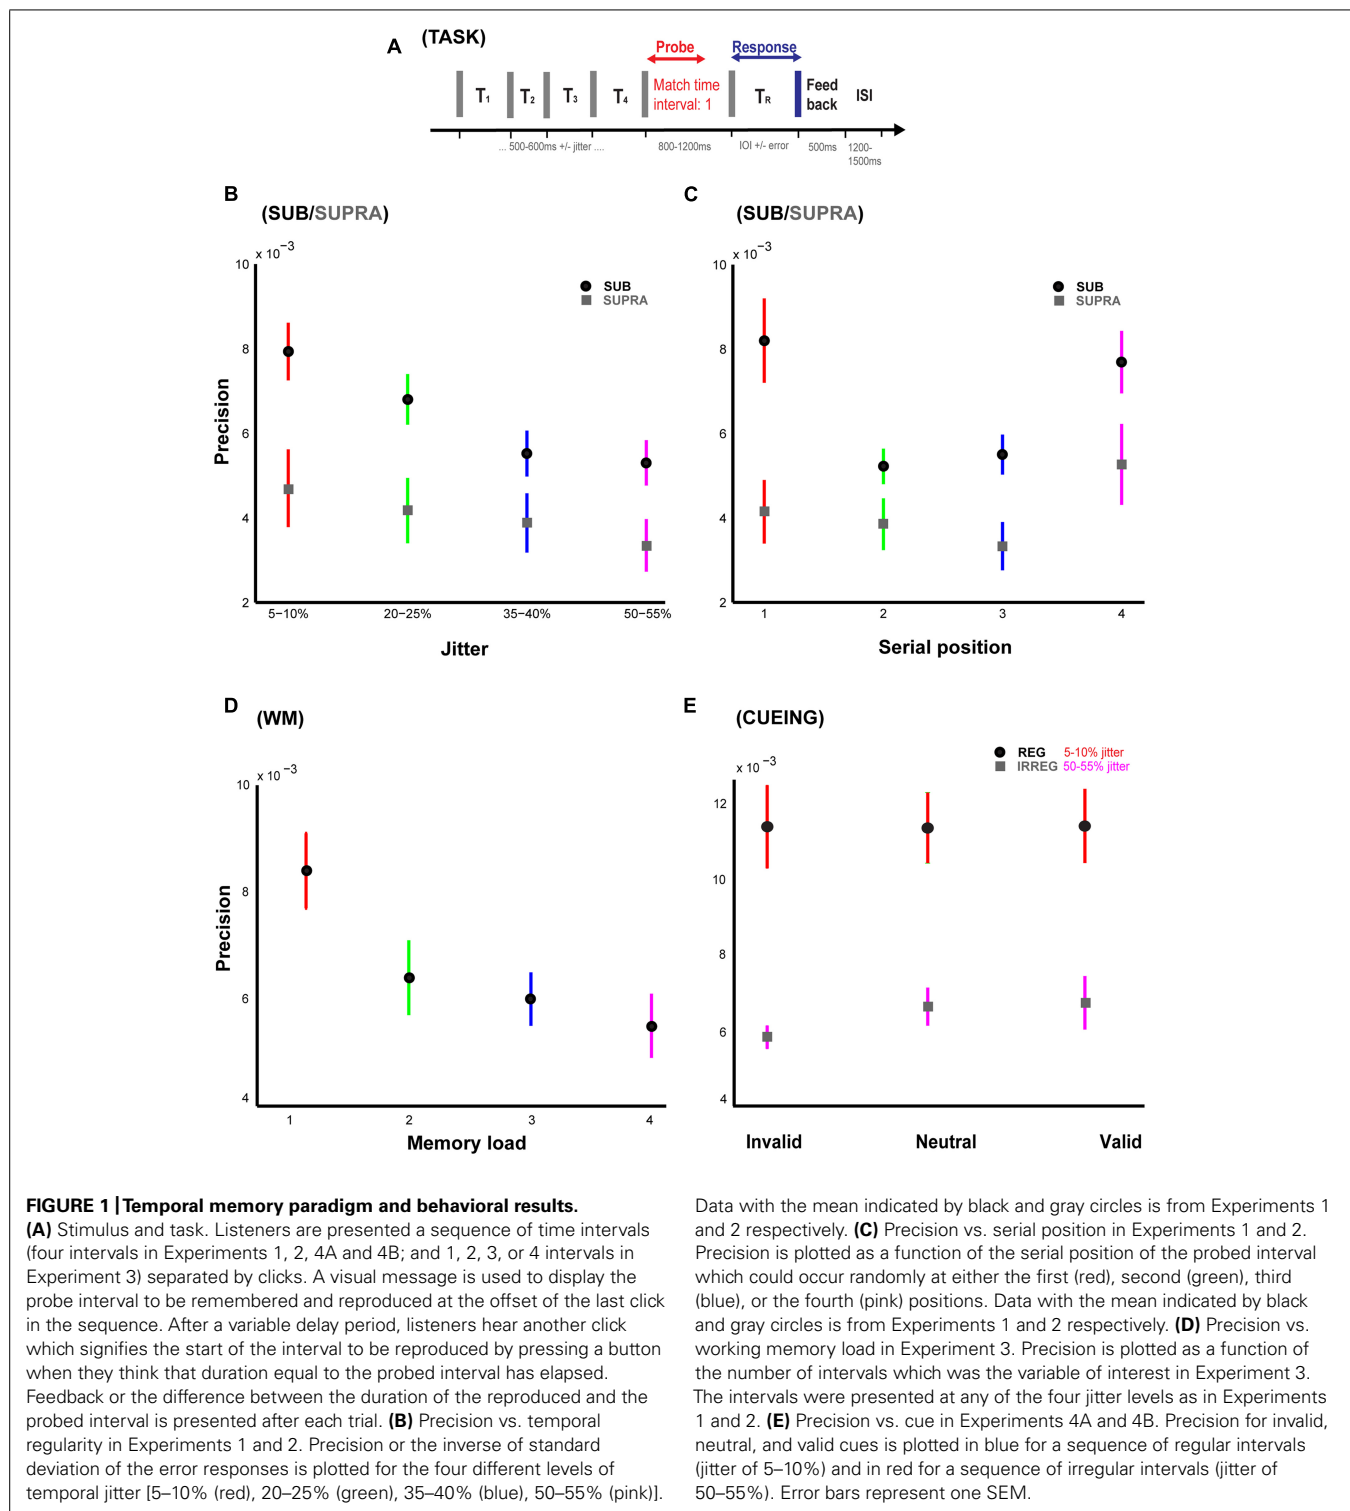 A (TASK)
Probe Response
T1 T2 T3 T4 Match time interval: 1 TR Feed back ISI
... 500-600ms +/- jitter .... 800-1200ms IOI +/- error 500ms 1200-1500ms
B (SUB/SUPRA)
x 10−3
10
8
6
4
2
Precision
SUB
SUPRA
5−10% 20−25% 35−40% 50−55%
Jitter
C (SUB/SUPRA)
x 10−3
10
8
6
4
2
SUB
SUPRA
1 2 3 4
Serial position
D (WM)
x 10−3
10
8
6
4
Precision
1 2 3 4
Memory load
E (CUEING)
REG 5-10% jitter
IRREG 50-55% jitter
x 10−3
12
10
8
6
4
Invalid Neutral Valid
FIGURE 1 | Temporal memory paradigm and behavioral results.
(A) Stimulus and task. Listeners are presented a sequence of time intervals
(four intervals in Experiments 1, 2, 4A and 4B; and 1, 2, 3, or 4 intervals in
Experiment 3) separated by clicks. A visual message is used to display the
probe interval to be remembered and reproduced at the offset of the last click
in the sequence. After a variable delay period, listeners hear another click
which signifies the start of the interval to be reproduced by pressing a button
when they think that duration equal to the probed interval has elapsed.
Feedback or the difference between the duration of the reproduced and the
probed interval is presented after each trial. (B) Precision vs. temporal
regularity in Experiments 1 and 2. Precision or the inverse of standard
deviation of the error responses is plotted for the four different levels of
temporal jitter [5–10% (red), 20–25% (green), 35–40% (blue), 50–55% (pink)].
Data with the mean indicated by black and gray circles is from Experiments 1
and 2 respectively. (C) Precision vs. serial position in Experiments 1 and 2.
Precision is plotted as a function of the serial position of the probed interval
which could occur randomly at either the first (red), second (green), third
(blue), or the fourth (pink) positions. Data with the mean indicated by black
and gray circles is from Experiments 1 and 2 respectively. (D) Precision vs.
working memory load in Experiment 3. Precision is plotted as a function of
the number of intervals which was the variable of interest in Experiment 3.
The intervals were presented at any of the four jitter levels as in Experiments
1 and 2. (E) Precision vs. cue in Experiments 4A and 4B. Precision for invalid,
neutral, and valid cues is plotted in blue for a sequence of regular intervals
(jitter of 5–10%) and in red for a sequence of irregular intervals (jitter of
50–55%). Error bars represent one SEM.